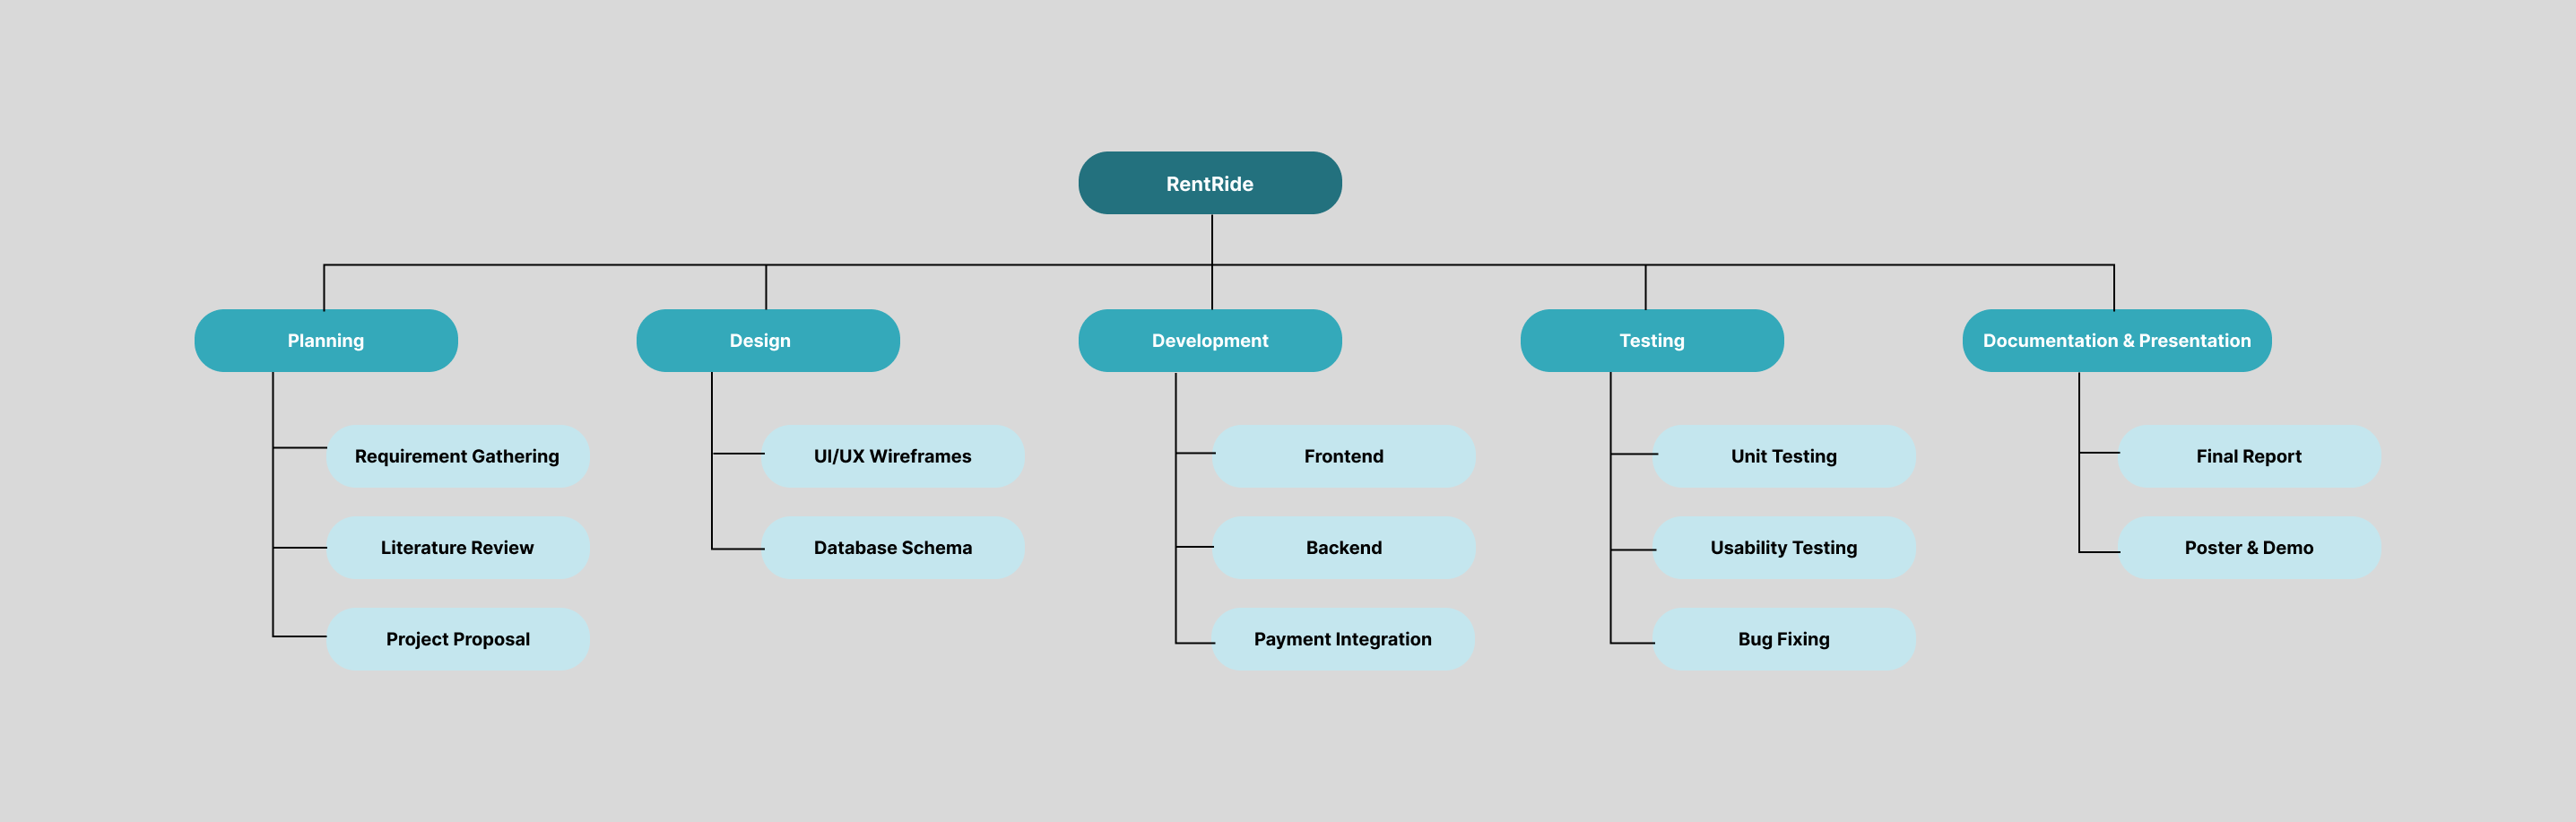 RentRide
Planning
Design
Development
Testing
Documentation & Presentation
Requirement Gathering
Literature Review
Project Proposal
UI/UX Wireframes
Database Schema
Frontend
Backend
Payment Integration
Unit Testing
Usability Testing
Bug Fixing
Final Report
Poster & Demo